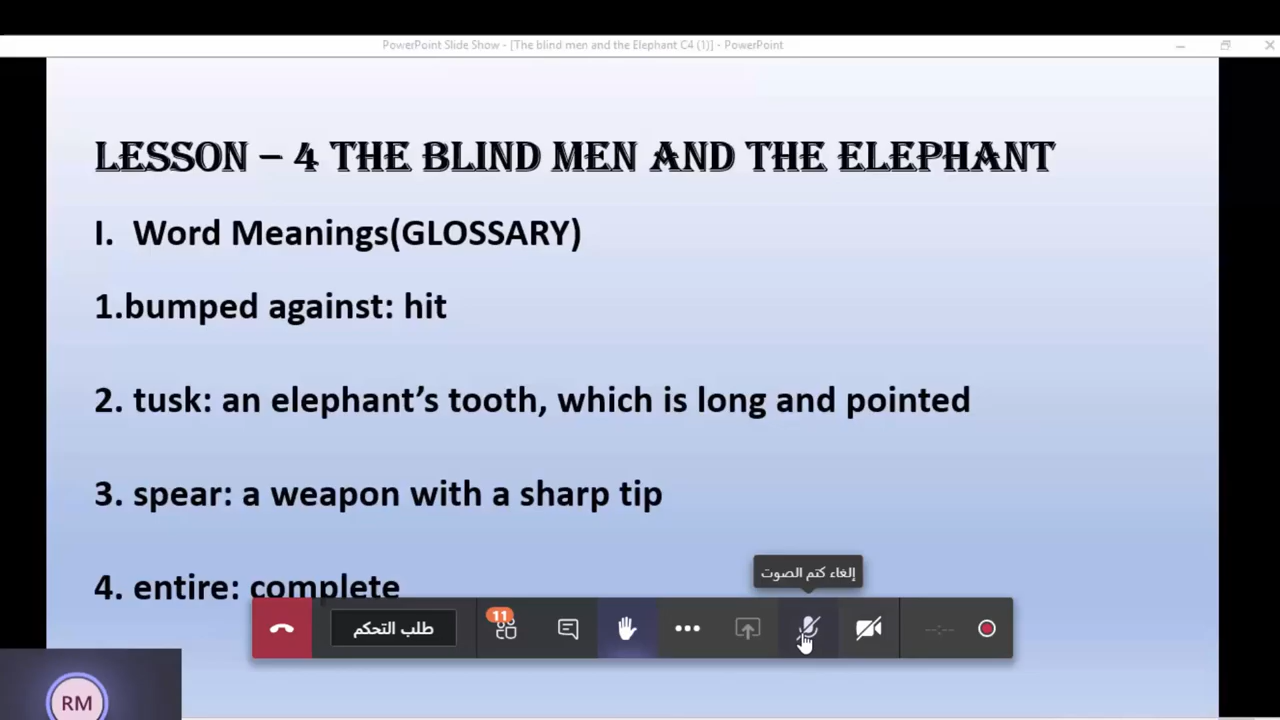 PowerPoint Slide Show - [The blind men and the Elephant C4 (1)] - PowerPoint
LESSON – 4 THE BLIND MEN AND THE ELEPHANT
I. Word Meanings(GLOSSARY)
1.bumped against: hit
2. tusk: an elephant’s tooth, which is long and pointed
3. spear: a weapon with a sharp tip
إلغاء كتم الصوت
4. entire: complete
طلب التحكم
11
--:--
RM